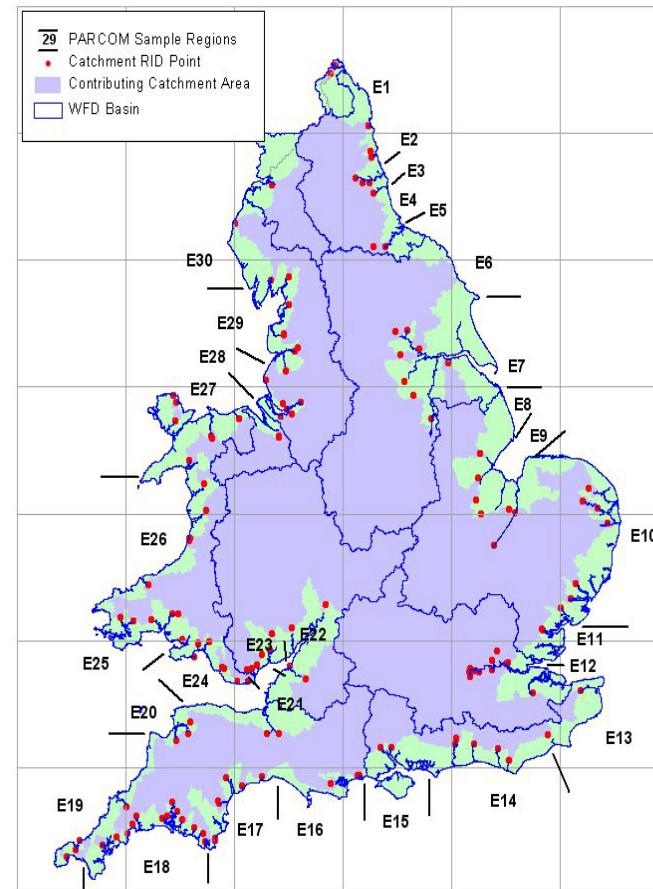 29 PARCOM Sample Regions
Catchment RID Point
Contributing Catchment Area
WFD Basin
E1
E2
E3
E4
E5
E6
E30
E29
E28
E27
E7
E8
E9
E10
E26
E11
E12
E23
E22
E25
E24
E21
E20
E13
E19
E18
E17
E16
E15
E14